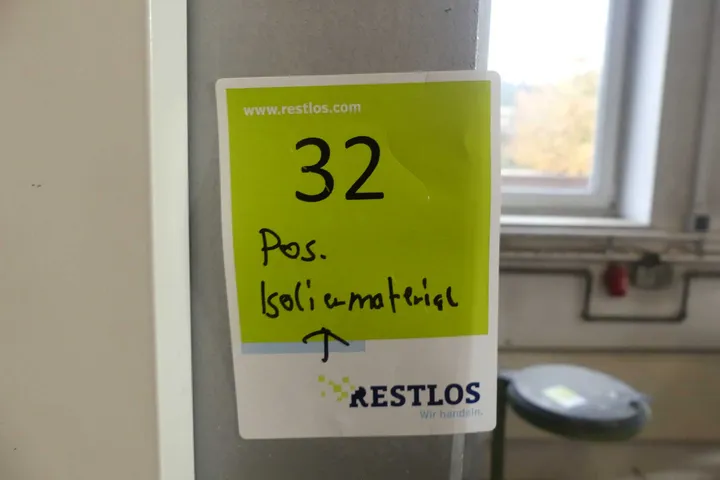 www.restlos.com
32
Pos.
Isoliermaterial
RESTLOS
Wir handeln.